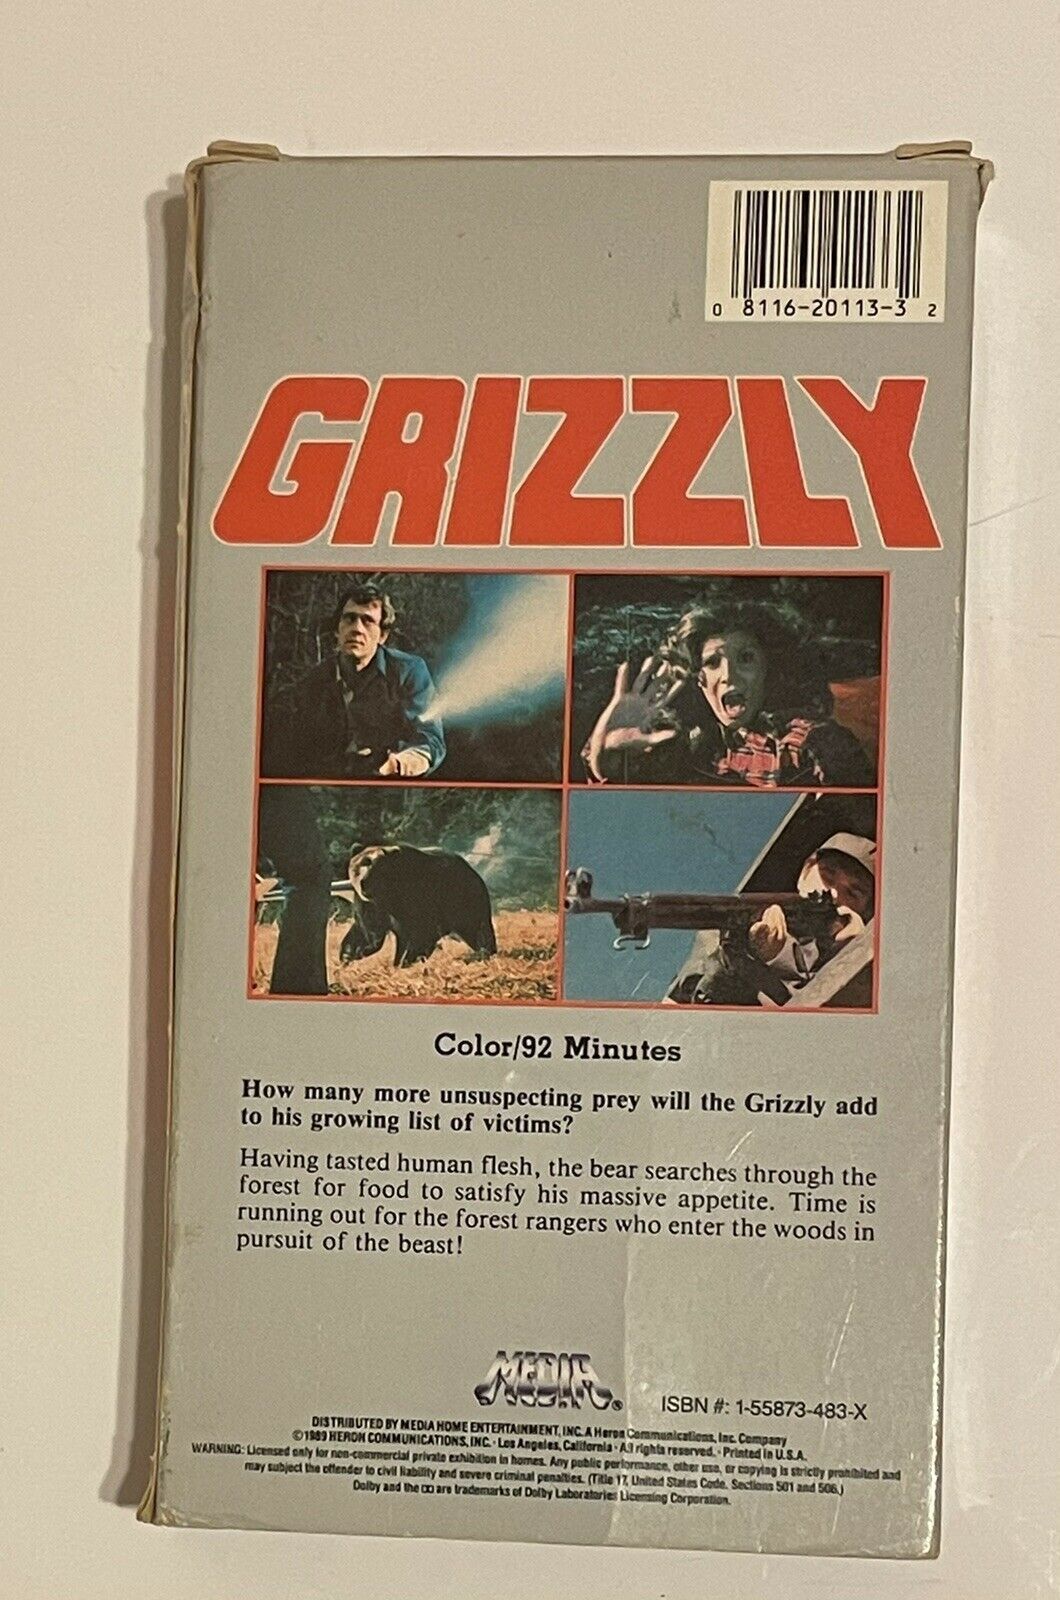 0 8116-20113-3 2
GRIZZLY
Color/92 Minutes
How many more unsuspecting prey will the Grizzly add
to his growing list of victims?
Having tasted human flesh, the bear searches through the
forest for food to satisfy his massive appetite. Time is
running out for the forest rangers who enter the woods in
pursuit of the beast!
MEDIA®
ISBN #: 1-55873-483-X
DISTRIBUTED BY MEDIA HOME ENTERTAINMENT, INC. A Heron Communications, Inc. Company
©1989 HERON COMMUNICATIONS, INC. · Los Angeles, California · All rights reserved. · Printed in U.S.A.
WARNING: Licensed only for non-commercial private exhibition in homes. Any public performance, other use, or copying is strictly prohibited and
may subject the offender to civil liability and severe criminal penalties. (Title 17, United States Code, Sections 501 and 506.)
Dolby and the are trademarks of Dolby Laboratories Licensing Corporation.